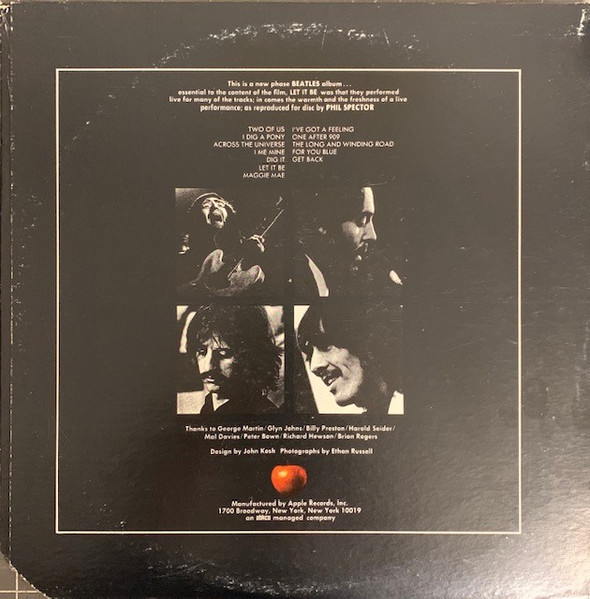 This is a new phase BEATLES album . . .
essential to the content of the film, LET IT BE was that they performed
live for many of the tracks; in comes the warmth and the freshness of a live
performance; as reproduced for disc by PHIL SPECTOR
TWO OF US
I DIG A PONY
ACROSS THE UNIVERSE
I ME MINE
DIG IT
LET IT BE
MAGGIE MAE
I'VE GOT A FEELING
ONE AFTER 909
THE LONG AND WINDING ROAD
FOR YOU BLUE
GET BACK
Thanks to George Martin/Glyn Johns/Billy Preston/Harold Seider/
Mal Davies/Peter Bown/Richard Hewson/Brian Rogers
Design by John Kosh Photographs by Ethan Russell
Manufactured by Apple Records, Inc.
1700 Broadway, New York, New York 10019
an abkco managed company